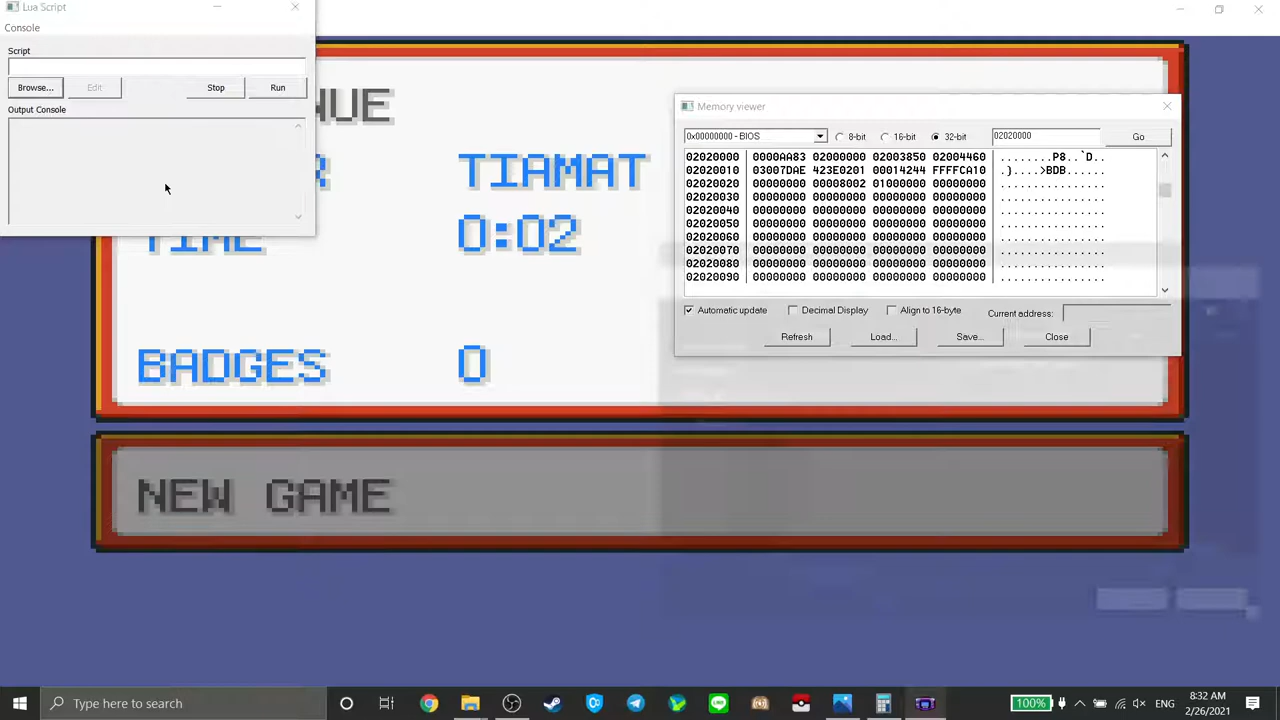 Lua Script
Console
Script
Browse...
Edit
Stop
Run
Output Console
NUE
R TIAMAT
TIME 0:02
BADGES 0
NEW GAME
Memory viewer
0x00000000 - BIOS
8-bit
16-bit
32-bit
02020000
Go
02020000 0000AA83 02000000 02003850 02004460 ........P8..`D..
02020010 03007DAE 423E0201 00014244 FFFFCA10 .}....>BDB......
02020020 00000000 00008002 01000000 00000000 ................
02020030 00000000 00000000 00000000 00000000 ................
02020040 00000000 00000000 00000000 00000000 ................
02020050 00000000 00000000 00000000 00000000 ................
02020060 00000000 00000000 00000000 00000000 ................
02020070 00000000 00000000 00000000 00000000 ................
02020080 00000000 00000000 00000000 00000000 ................
02020090 00000000 00000000 00000000 00000000 ................
Automatic update
Decimal Display
Align to 16-byte
Current address:
Refresh
Load...
Save...
Close
Type here to search
100%
ENG
8:32 AM
2/26/2021